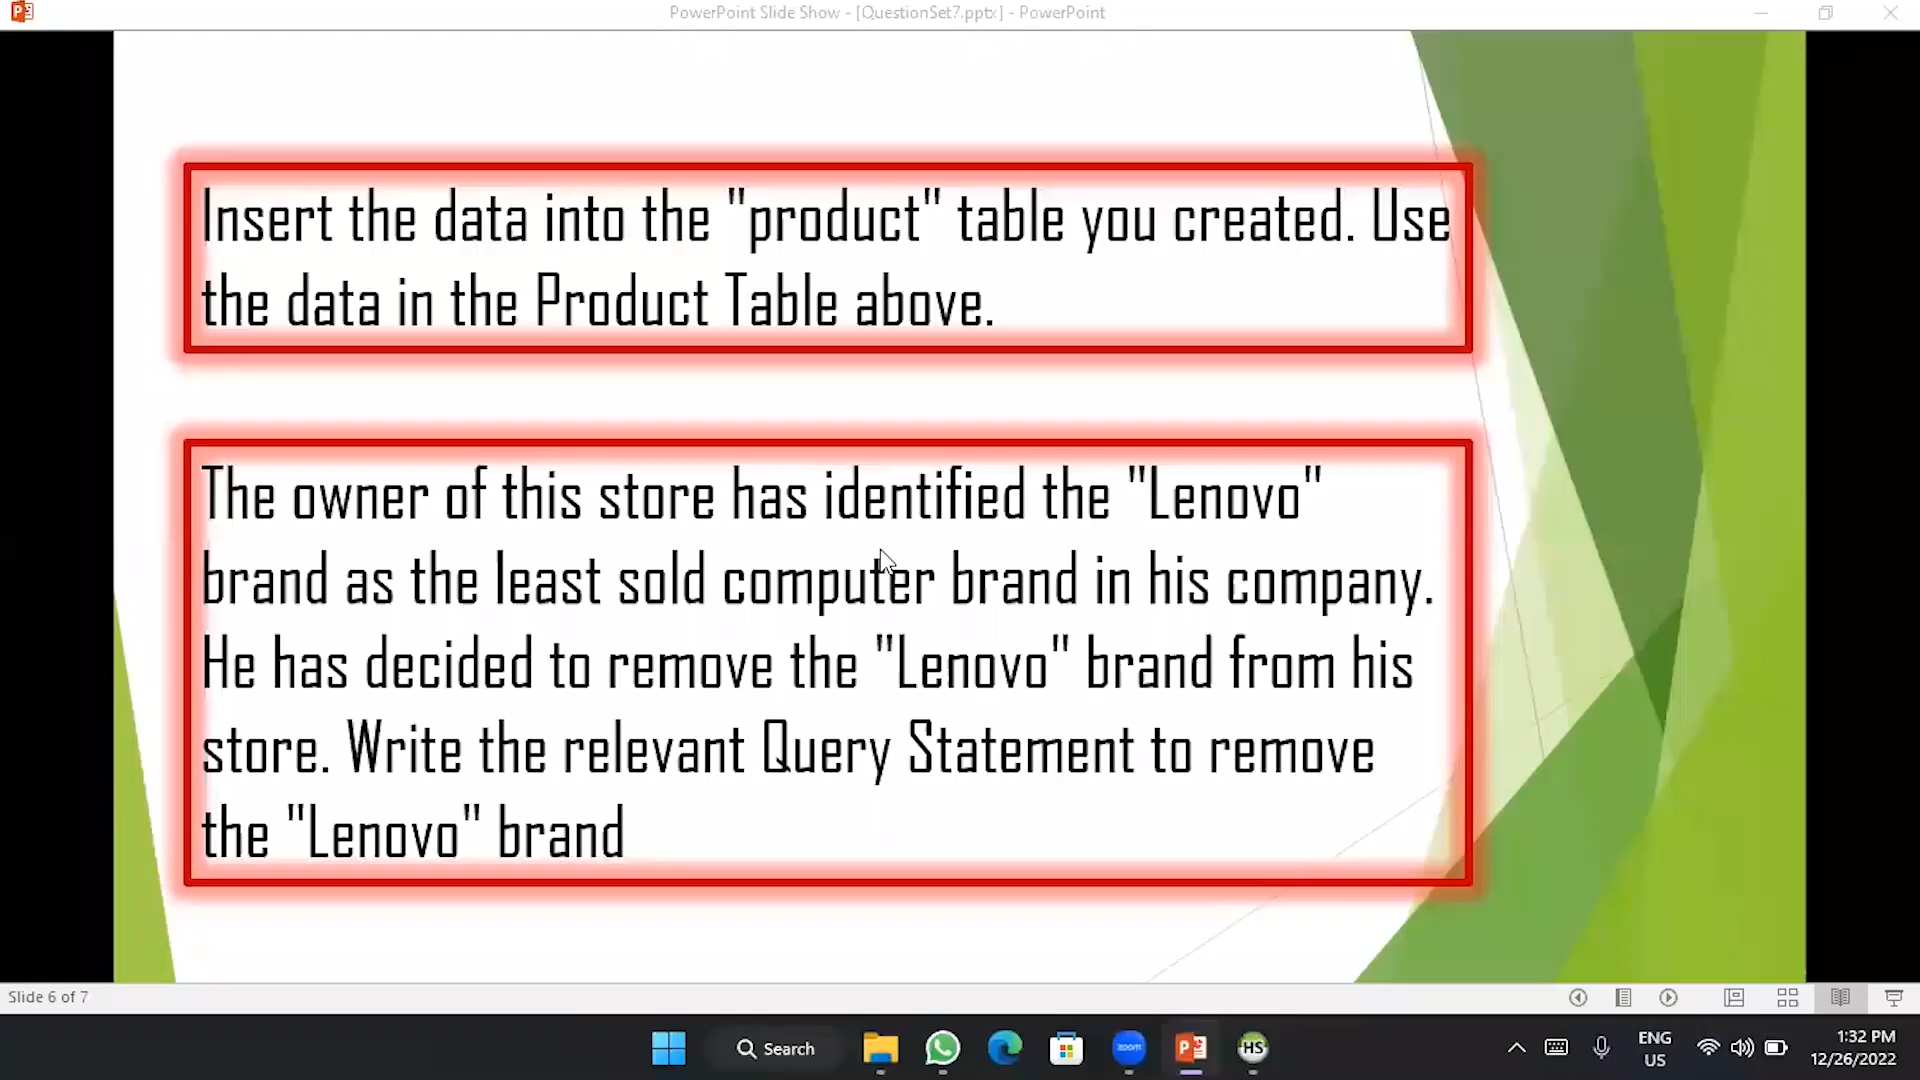 PowerPoint Slide Show - [QuestionSet7.pptx] - PowerPoint
Insert the data into the "product" table you created. Use
the data in the Product Table above.
The owner of this store has identified the "Lenovo"
brand as the least sold computer brand in his company.
He has decided to remove the "Lenovo" brand from his
store. Write the relevant Query Statement to remove
the "Lenovo" brand
Slide 6 of 7
Search
zoom
HS
ENG
US
1:32 PM
12/26/2022